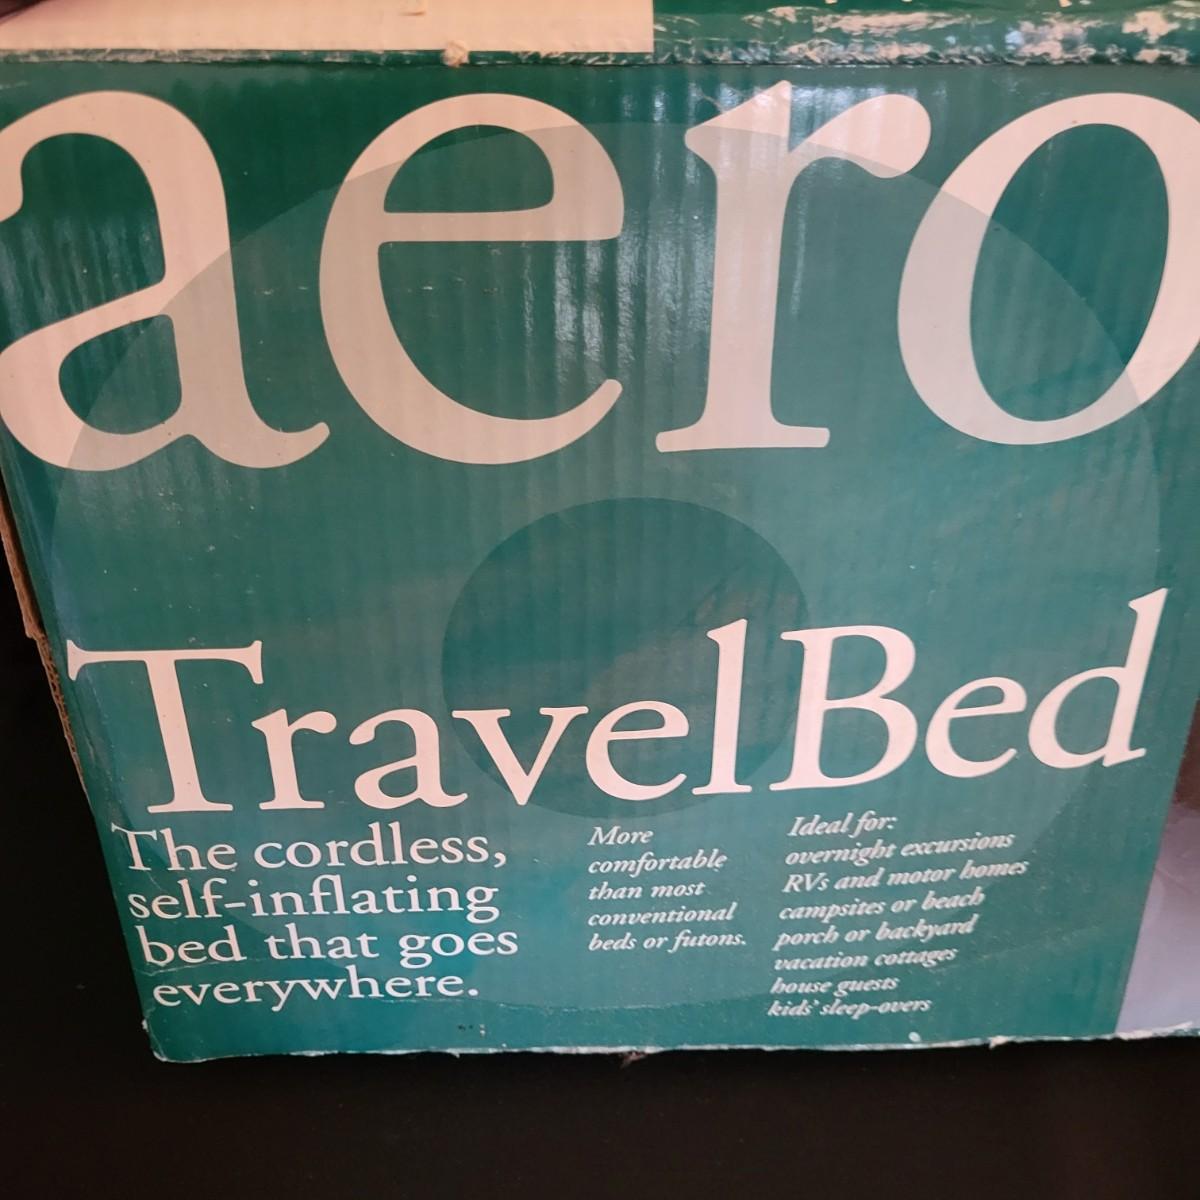 aero
TravelBed
The cordless,
self-inflating
bed that goes
everywhere.
More
comfortable
than most
conventional
beds or futons.
Ideal for:
overnight excursions
RVs and motor homes
campsites or beach
porch or backyard
vacation cottages
house guests
kids' sleep-overs